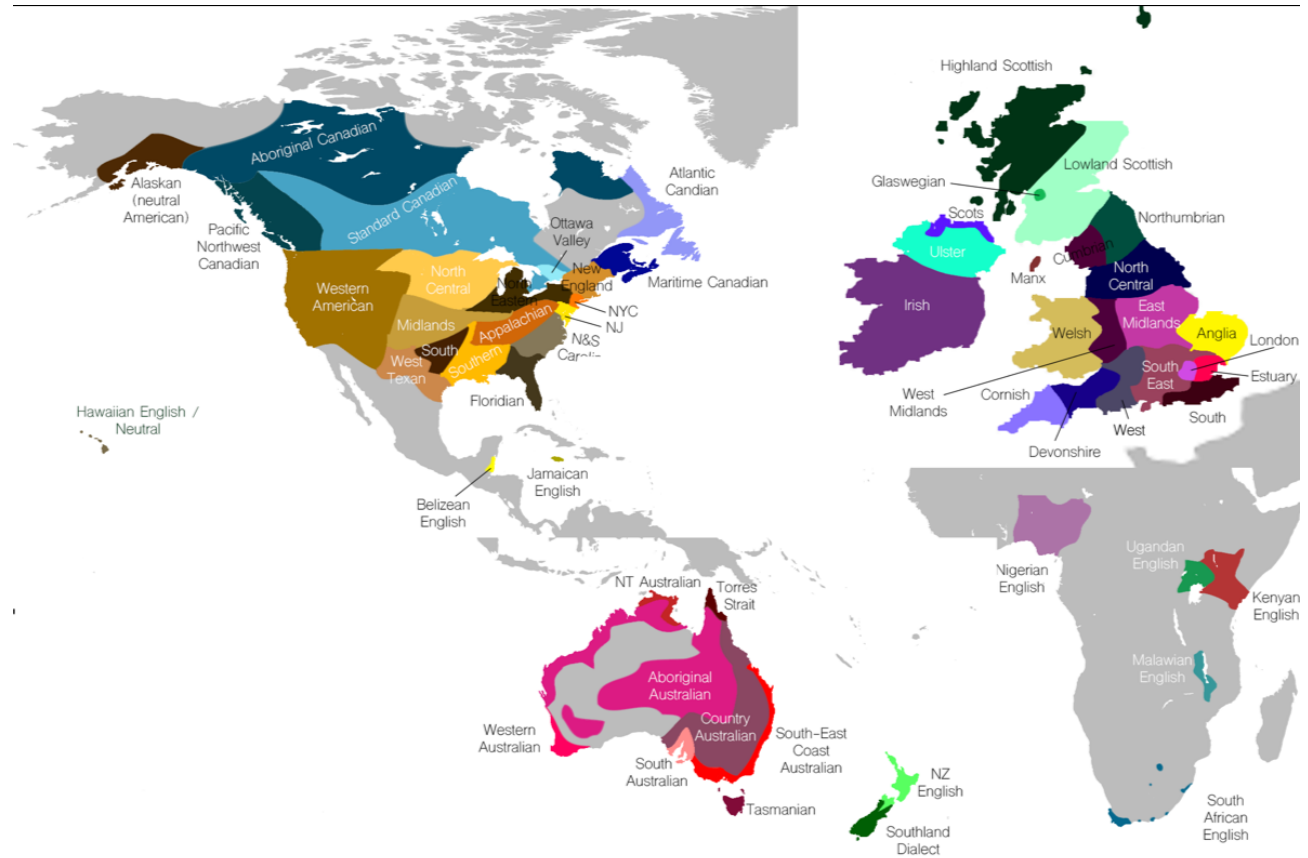 Aboriginal Canadian
Alaskan
(neutral
American)
Pacific
Northwest
Canadian
Standard Canadian
Atlantic
Candian
Ottawa
Valley
Maritime Canadian
Western
American
North
Central
North
Eastern
New
England
NYC
NJ
Midlands
Appalachian
N&S
West
Texan
South
Southern
Floridian
Hawaiian English /
Neutral
Belizean
English
Jamaican
English
Highland Scottish
Lowland Scottish
Glaswegian
Scots
Ulster
Northumbrian
Cumbrian
Manx
North
Central
Irish
Welsh
East
Midlands
Anglia
London
West
Midlands
Cornish
South
East
Estuary
Devonshire
West
South
NT Australian
Torres
Strait
Aboriginal
Australian
Western
Australian
Country
Australian
South
Australian
South-East
Coast
Australian
Tasmanian
NZ
English
Southland
Dialect
Nigerian
English
Ugandan
English
Kenyan
English
Malawian
English
South
African
English